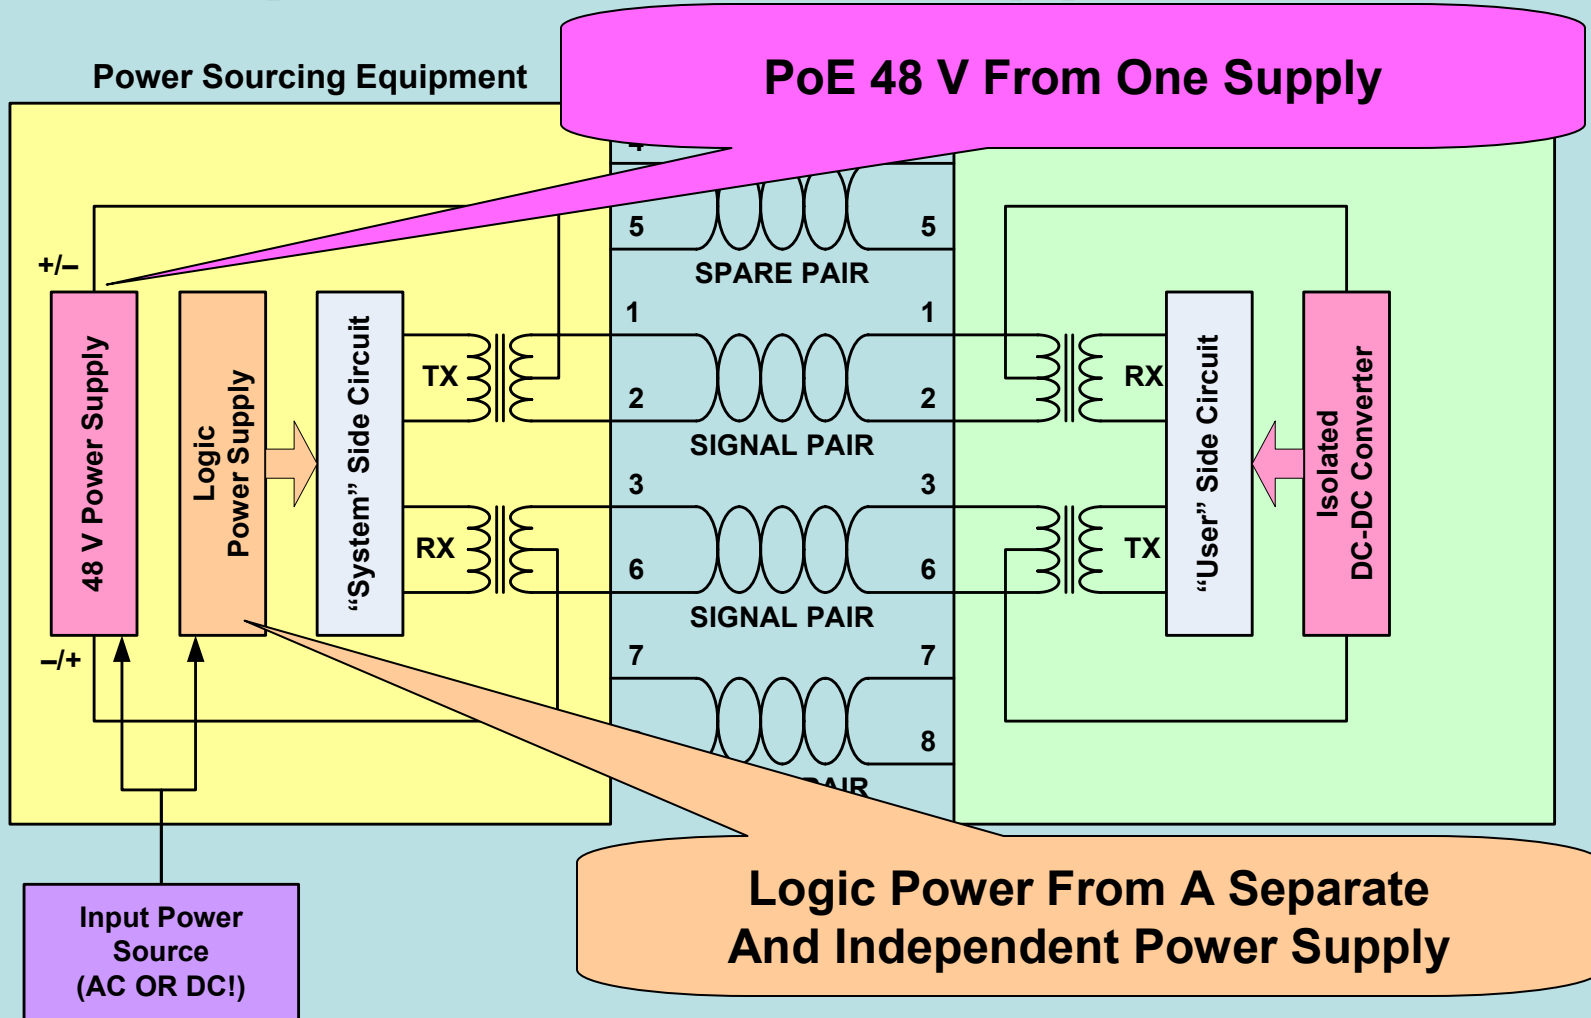 PoE 48 V From One Supply
Power Sourcing Equipment
4
5
5
SPARE PAIR
+/–
1
1
TX
RX
2
2
SIGNAL PAIR
3
3
RX
TX
6
6
SIGNAL PAIR
48 V Power Supply
Logic
Power Supply
“System” Side Circuit
“User” Side Circuit
Isolated
DC-DC Converter
–/+
7
7
8
PAIR
Logic Power From A Separate
And Independent Power Supply
Input Power
Source
(AC OR DC!)